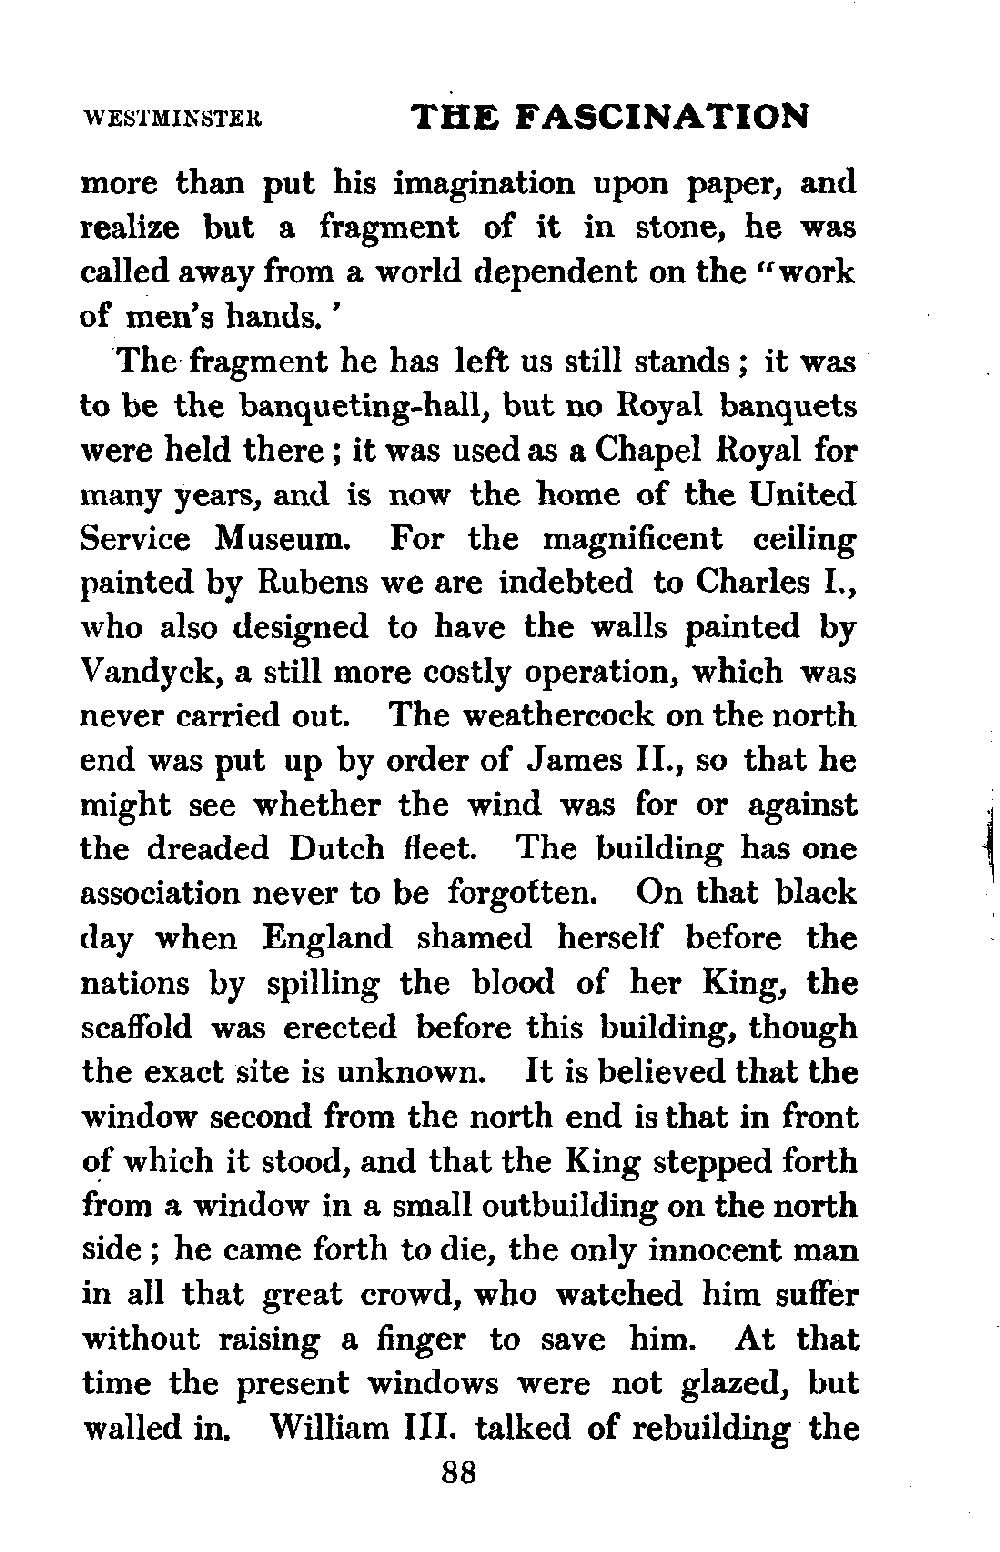 WESTMINSTER THE FASCINATION
more than put his imagination upon paper, and
realize but a fragment of it in stone, he was
called away from a world dependent on the "work
of men's hands.'
The fragment he has left us still stands; it was
to be the banqueting-hall, but no Royal banquets
were held there; it was used as a Chapel Royal for
many years, and is now the home of the United
Service Museum. For the magnificent ceiling
painted by Rubens we are indebted to Charles I.,
who also designed to have the walls painted by
Vandyck, a still more costly operation, which was
never carried out. The weathercock on the north
end was put up by order of James II., so that he
might see whether the wind was for or against
the dreaded Dutch fleet. The building has one
association never to be forgotten. On that black
day when England shamed herself before the
nations by spilling the blood of her King, the
scaffold was erected before this building, though
the exact site is unknown. It is believed that the
window second from the north end is that in front
of which it stood, and that the King stepped forth
from a window in a small outbuilding on the north
side; he came forth to die, the only innocent man
in all that great crowd, who watched him suffer
without raising a finger to save him. At that
time the present windows were not glazed, but
walled in. William III. talked of rebuilding the
88